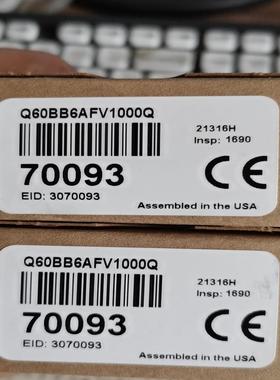 Q60BB6AFV1000Q
21316H
Insp: 1690
70093
EID: 3070093
CE
Assembled in the USA
Q60BB6AFV1000Q
21316H
Insp: 1690
70093
EID: 3070093
CE
Assembled in the USA